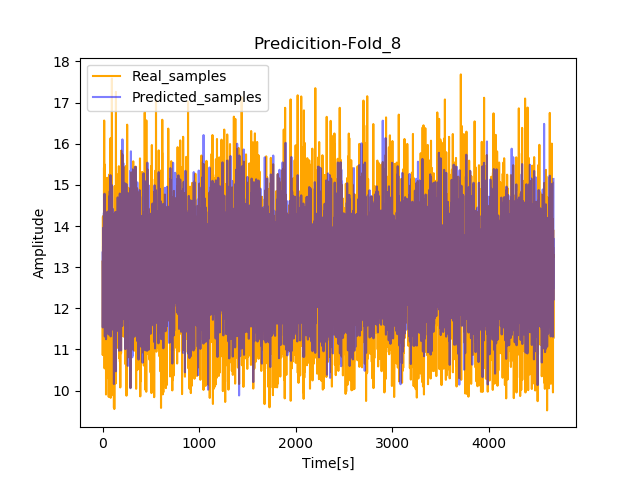 Predicition-Fold_8
Real_samples
Predicted_samples
18
17
16
15
14
13
12
11
10
Amplitude
0
1000
2000
3000
4000
Time[s]